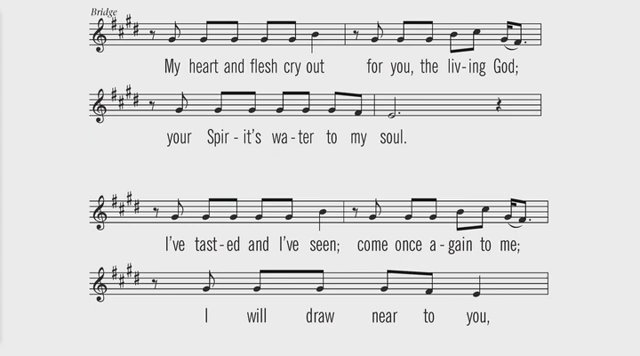 Bridge
My heart and flesh cry out for you, the liv-ing God;
your Spir - it's wa - ter to my soul.
I've tast-ed and I've seen; come once a - gain to me;
I will draw near to you,